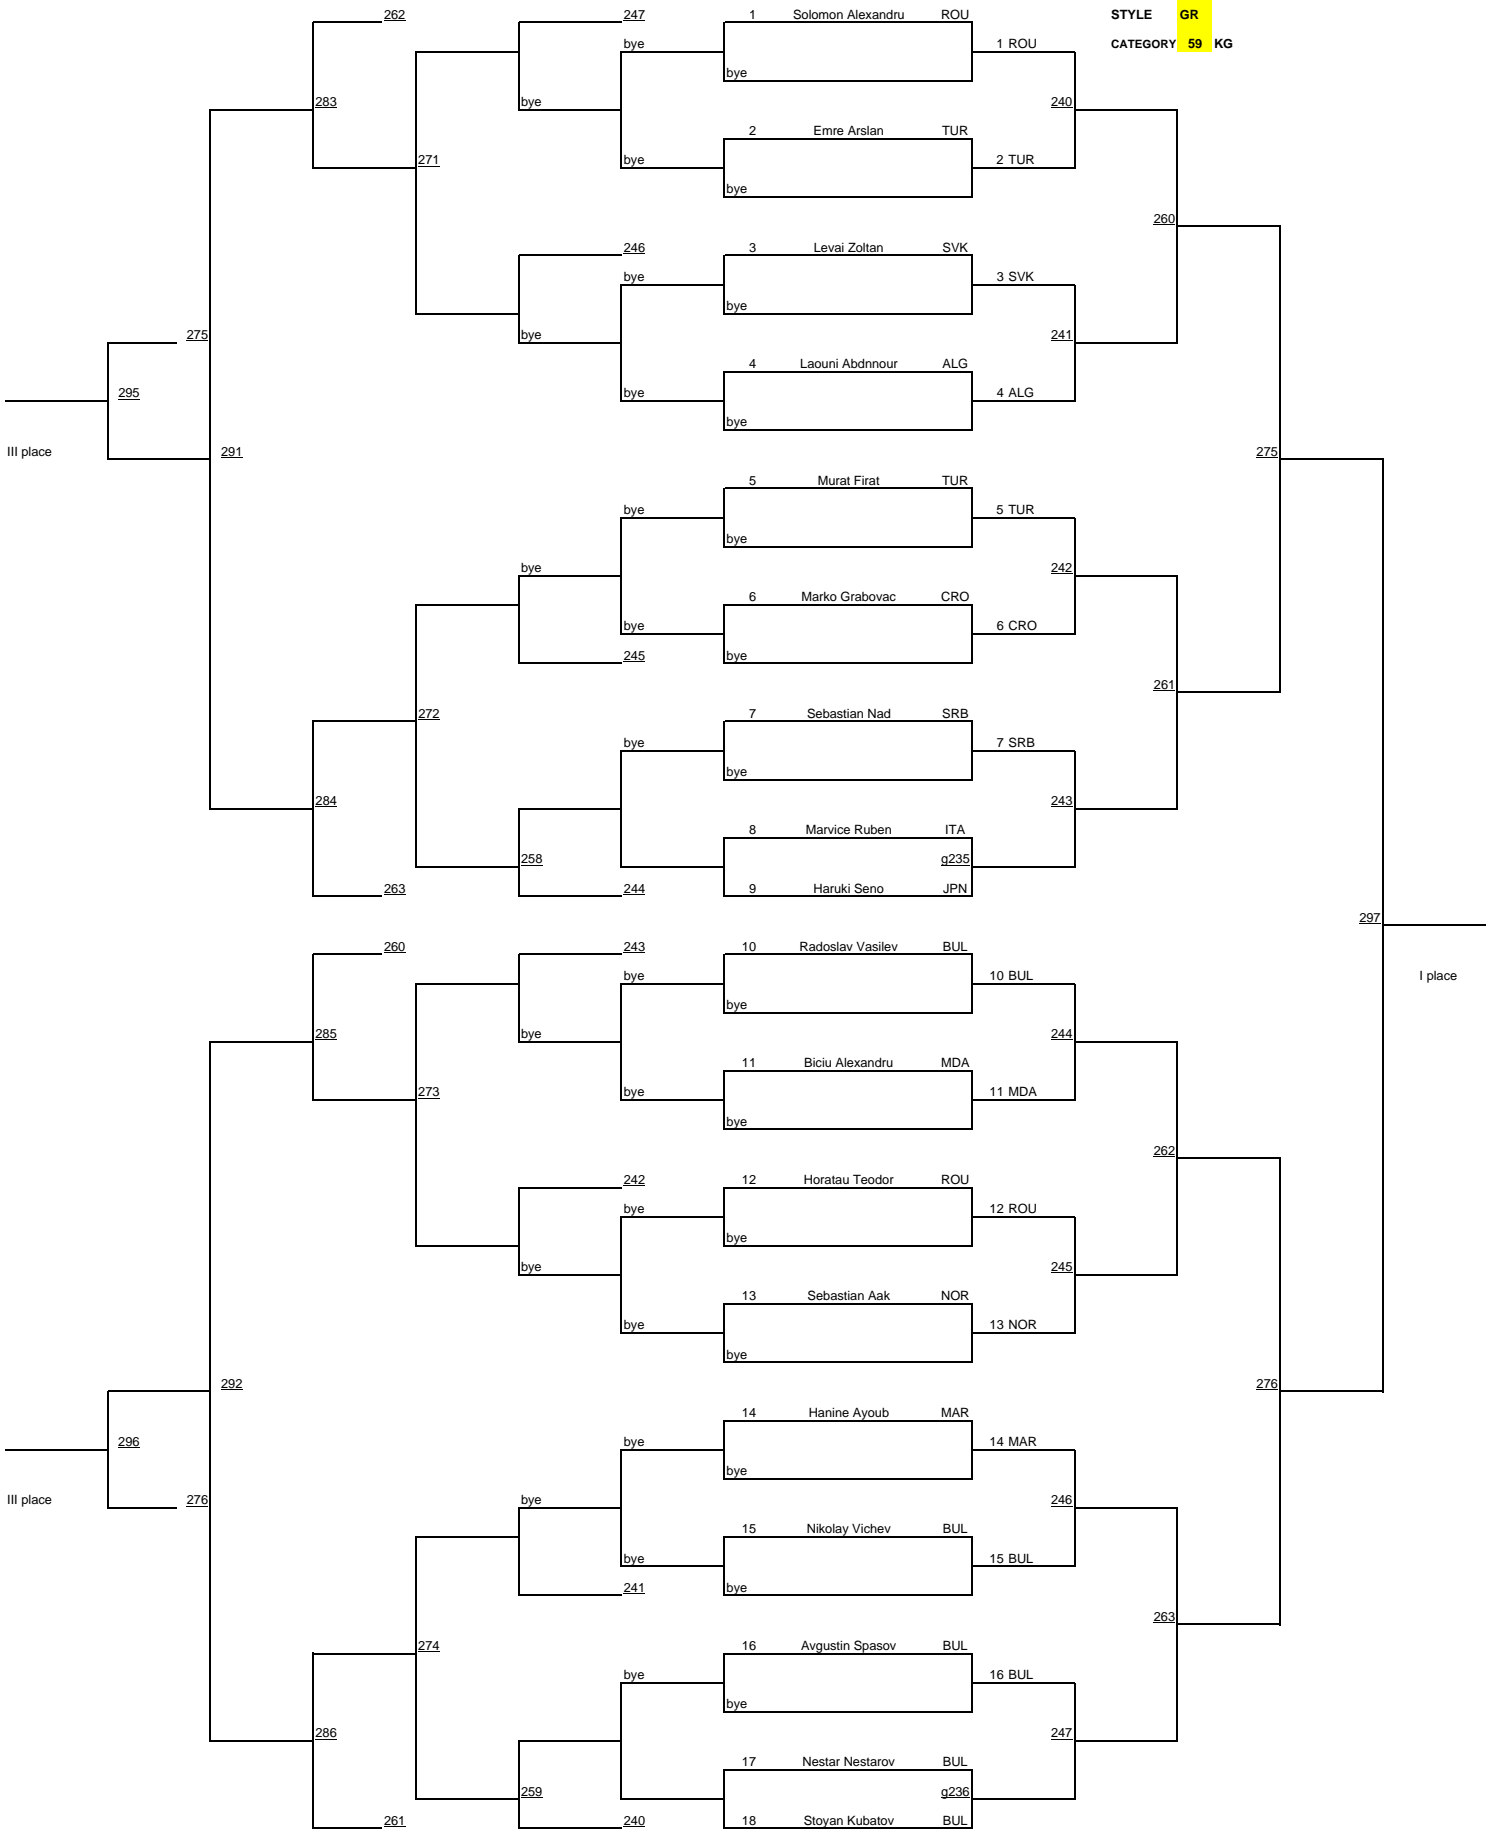 262 247 1 Solomon Alexandru ROU STYLE GR
bye 1 ROU CATEGORY 59 KG
bye
283 bye 240
2 Emre Arslan TUR
271 bye 2 TUR
bye
260
246 3 Levai Zoltan SVK
bye 3 SVK
bye
275 bye 241
4 Laouni Abdnnour ALG
295 bye 4 ALG
bye
III place 291 275
5 Murat Firat TUR
bye 5 TUR
bye
bye 242
6 Marko Grabovac CRO
bye 6 CRO
245 bye
261
272 7 Sebastian Nad SRB
bye 7 SRB
bye
284 243
8 Marvice Ruben ITA
258 g235
263 244 9 Haruki Seno JPN
297
260 243 10 Radoslav Vasilev BUL
bye 10 BUL I place
bye
285 bye 244
11 Biciu Alexandru MDA
273 bye 11 MDA
bye
262
242 12 Horatau Teodor ROU
bye 12 ROU
bye
bye 245
13 Sebastian Aak NOR
bye 13 NOR
bye
292 276
14 Hanine Ayoub MAR
296 bye 14 MAR
bye
III place 276 bye 246
15 Nikolay Vichev BUL
bye 15 BUL
241 bye
263
274 16 Avgustin Spasov BUL
bye 16 BUL
bye
286 247
17 Nestar Nestarov BUL
259 g236
261 240 18 Stoyan Kubatov BUL